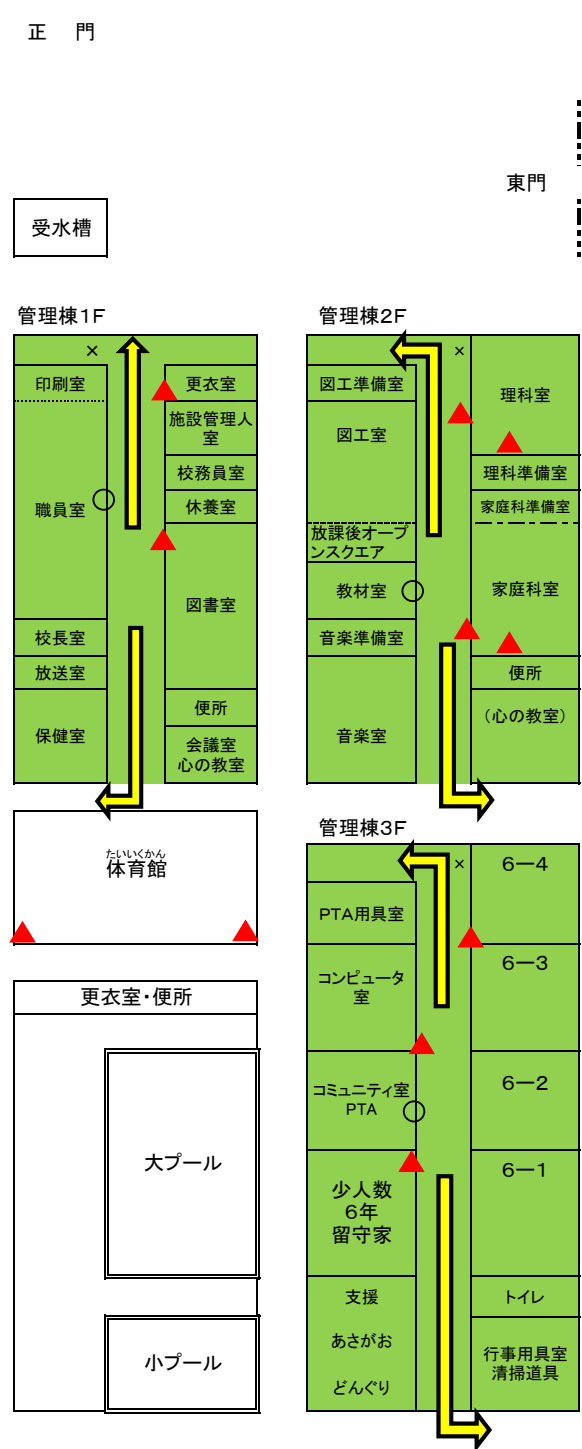 正　門
東門
受水槽
管理棟1F
×
印刷室
職員室
校長室
放送室
保健室
更衣室
施設管理人
室
校務員室
休養室
図書室
便所
会議室
心の教室
管理棟2F
×
図工準備室
図工室
放課後オープ
ンスクエア
教材室
音楽準備室
音楽室
理科室
理科準備室
家庭科準備室
家庭科室
便所
（心の教室）
たいいくかん
体育館
更衣室・便所
大プール
小プール
管理棟3F
×
PTA用具室
コンピュータ
室
コミュニティ室
PTA
少人数
6年
留守家
支援
あさがお
どんぐり
6ー4
6ー3
6ー2
6ー1
トイレ
行事用具室
清掃道具